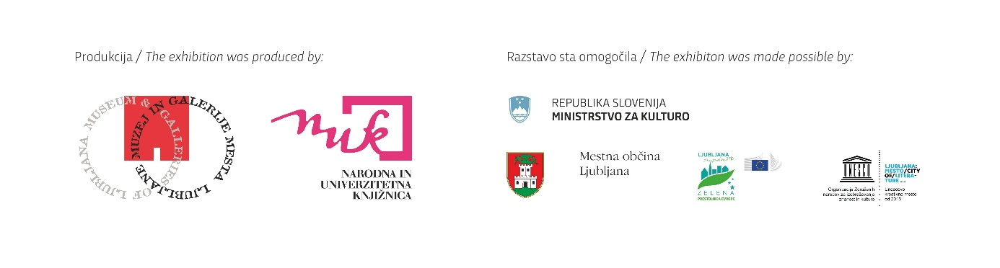 Produkcija / The exhibition was produced by:
LJUBLJANA MUSEUM & GALLERIES OF LJUBLJANA
MUZEJ IN GALERIJE MESTA LJUBLJANE
nuk
NARODNA IN
UNIVERZITETNA
KNJIŽNICA
Razstavo sta omogočila / The exhibiton was made possible by:
REPUBLIKA SLOVENIJA
MINISTRSTVO ZA KULTURO
Mestna občina
Ljubljana
LJUBLJANA
ZELENA
PRESTOLNICA EVROPE
UNESCO
Organizacija Združenih
narodov za izobraževanje
znanost in kulturo
LJUBLJANA:
MESTO/CITY
OF/LITERA-
TURE...
Unescovo
kreativno mesto
od 2015